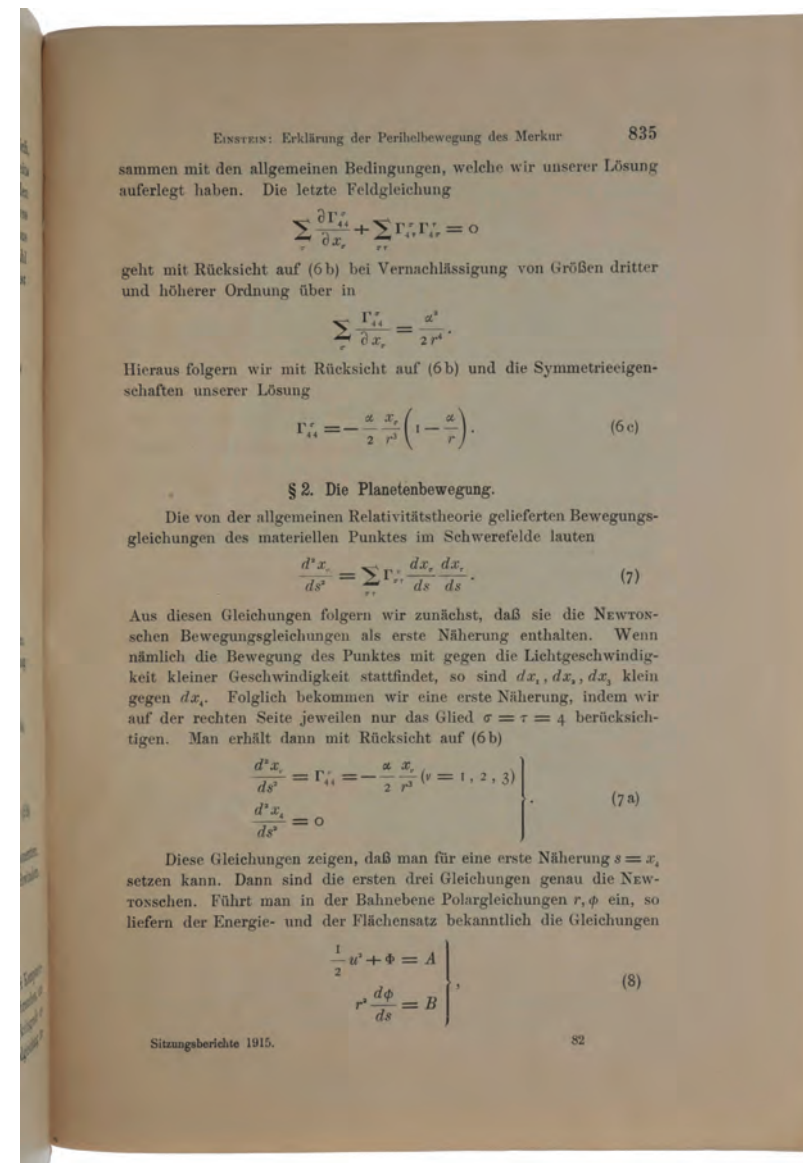 EINSTEIN: Erklärung der Perihelbewegung des Merkur 835
sammen mit den allgemeinen Bedingungen, welche wir unserer Lösung
auferlegt haben. Die letzte Feldgleichung
∑_σ ∂Γ^σ_44/∂x_σ + ∑_στ Γ^σ_4τ Γ^τ_4σ = 0
geht mit Rücksicht auf (6b) bei Vernachlässigung von Größen dritter
und höherer Ordnung über in
∑_σ Γ^σ_44/∂x_σ = α²/2r⁴.
Hieraus folgern wir mit Rücksicht auf (6b) und die Symmetrieeigen-
schaften unserer Lösung
Γ^σ_44 = − α/2 x_σ/r³ (1 − α/r). (6c)
§ 2. Die Planetenbewegung.
Die von der allgemeinen Relativitätstheorie gelieferten Bewegungs-
gleichungen des materiellen Punktes im Schwerefelde lauten
d²x_ν/ds² = ∑_στ Γ^ν_στ dx_σ/ds dx_τ/ds. (7)
Aus diesen Gleichungen folgern wir zunächst, daß sie die NEWTON-
schen Bewegungsgleichungen als erste Näherung enthalten. Wenn
nämlich die Bewegung des Punktes mit gegen die Lichtgeschwindig-
keit kleiner Geschwindigkeit stattfindet, so sind dx₁, dx₂, dx₃ klein
gegen dx₄. Folglich bekommen wir eine erste Näherung, indem wir
auf der rechten Seite jeweilen nur das Glied σ = τ = 4 berücksich-
tigen. Man erhält dann mit Rücksicht auf (6b)
d²x_ν/ds² = Γ^ν_44 = − α/2 x_ν/r³ (ν = 1, 2, 3)
d²x₄/ds² = 0 } . (7a)
Diese Gleichungen zeigen, daß man für eine erste Näherung s = x₄
setzen kann. Dann sind die ersten drei Gleichungen genau die NEW-
TONschen. Führt man in der Bahnebene Polargleichungen r, ϕ ein, so
liefern der Energie- und der Flächensatz bekanntlich die Gleichungen
1/2 u² + Φ = A
r² dϕ/ds = B } , (8)
Sitzungsberichte 1915. 82